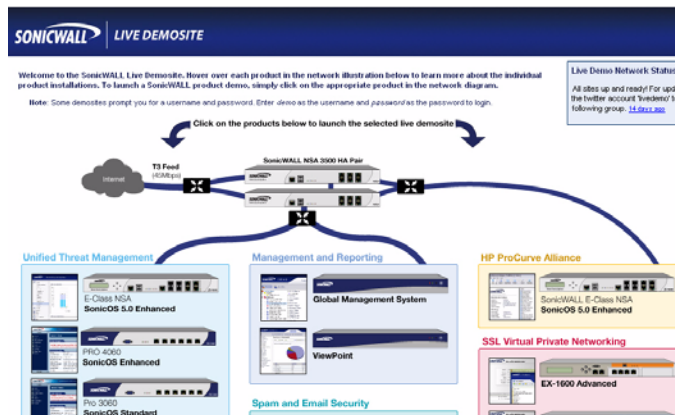 SONICWALL LIVE DEMOSITE
Welcome to the SonicWALL Live Demosite. Hover over each product in the network illustration below to learn more about the individual
product installations. To launch a SonicWALL product demo, simply click on the appropriate product in the network diagram.
Note: Some demosites prompt you for a username and password. Enter demo as the username and password as the password to login.
Live Demo Network Status
All sites up and ready! For upd
the twitter account 'livedemo' t
following group. 14 days ago
Click on the products below to launch the selected live demosite
Internet
T3 Feed
(45Mbps)
SonicWALL NSA 3500 HA Pair
Unified Threat Management
E-Class NSA
SonicOS 5.0 Enhanced
PRO 4060
SonicOS Enhanced
Pro 3060
SonicOS Standard
Management and Reporting
Global Management System
ViewPoint
Spam and Email Security
HP ProCurve Alliance
SonicWALL E-Class NSA
SonicOS 5.0 Enhanced
SSL Virtual Private Networking
EX-1600 Advanced